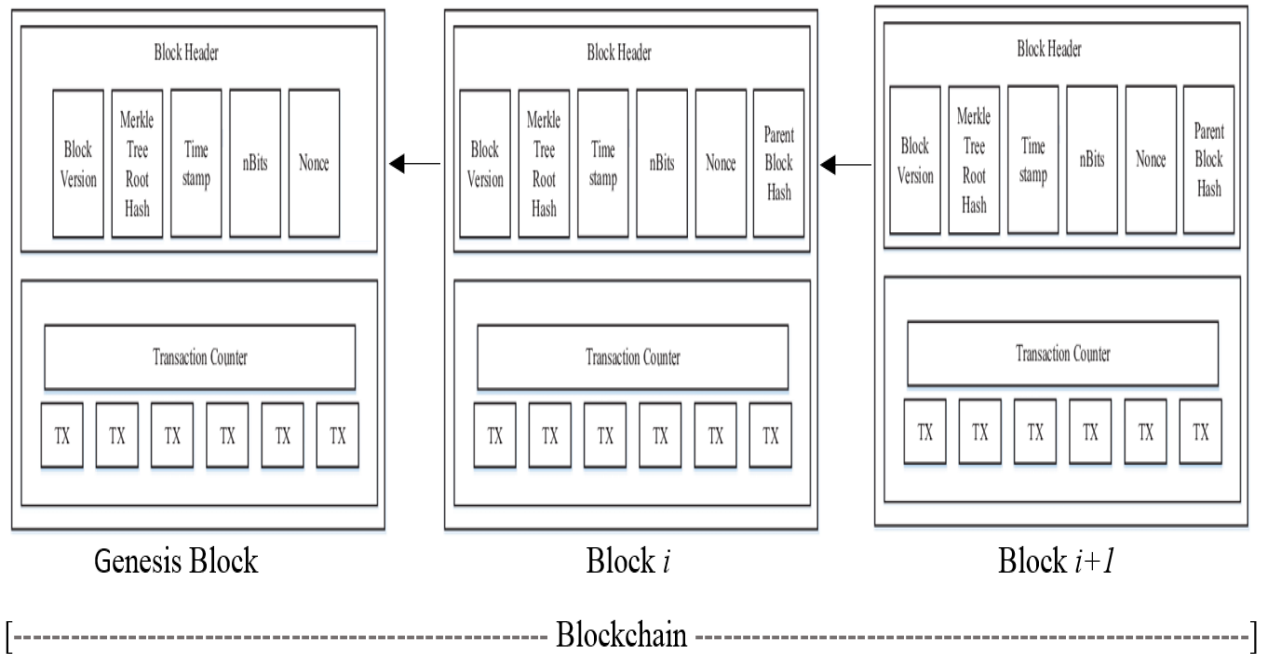 Block Header
Block
Version
Merkle
Tree
Root
Hash
Time
stamp
nBits
Nonce
Transaction Counter
TX TX TX TX TX TX
Genesis Block
Block Header
Block
Version
Merkle
Tree
Root
Hash
Time
stamp
nBits
Nonce
Parent
Block
Hash
Transaction Counter
TX TX TX TX TX TX
Block i
Block Header
Block
Version
Merkle
Tree
Root
Hash
Time
stamp
nBits
Nonce
Parent
Block
Hash
Transaction Counter
TX TX TX TX TX TX
Block i+1
Blockchain